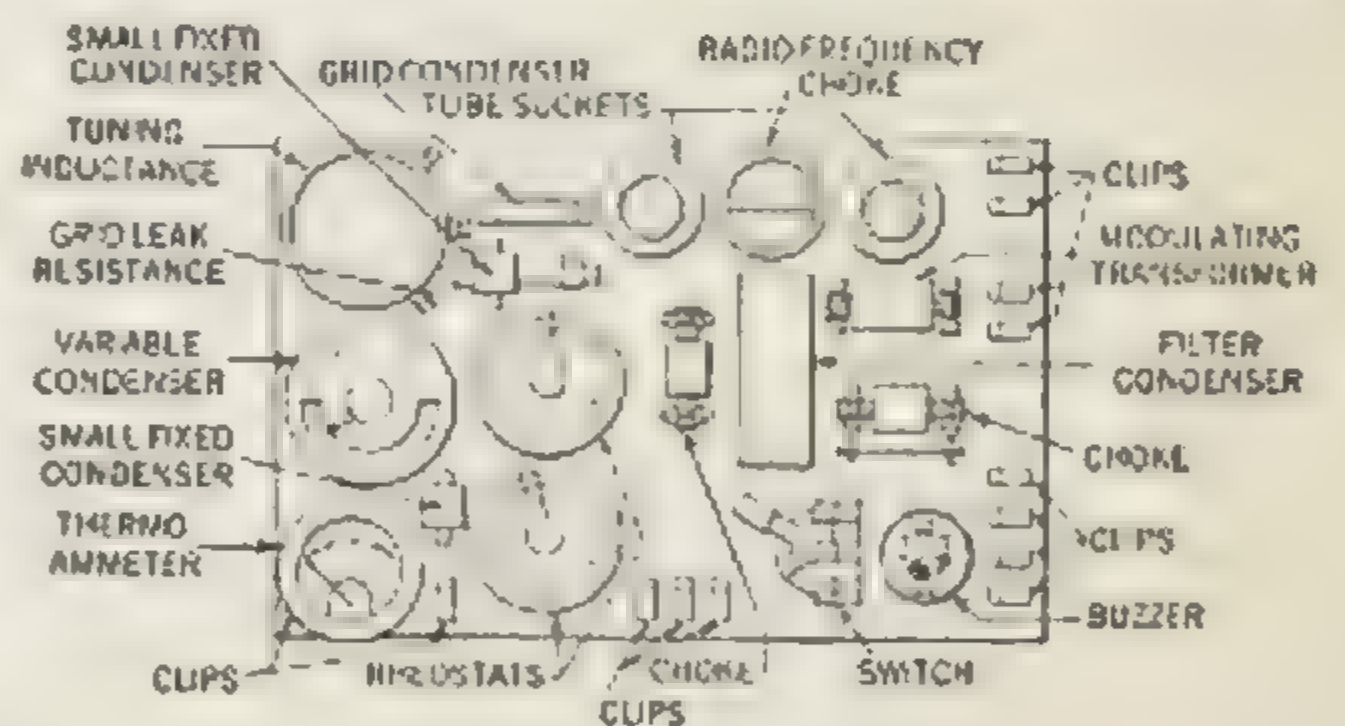 SMALL FIXED
CONDENSER
GRID CONDENSER
TUBE SOCKETS
RADIO FREQUENCY
CHOKE
TUNING
INDUCTANCE
GRID LEAK
RESISTANCE
VARIABLE
CONDENSER
SMALL FIXED
CONDENSER
THERMO
AMMETER
CLIPS
RHEOSTATS
CLIPS
CHOKE
SWITCH
CLIPS
MODULATING
TRANSFORMER
FILTER
CONDENSER
CHOKE
CLIPS
BUZZER